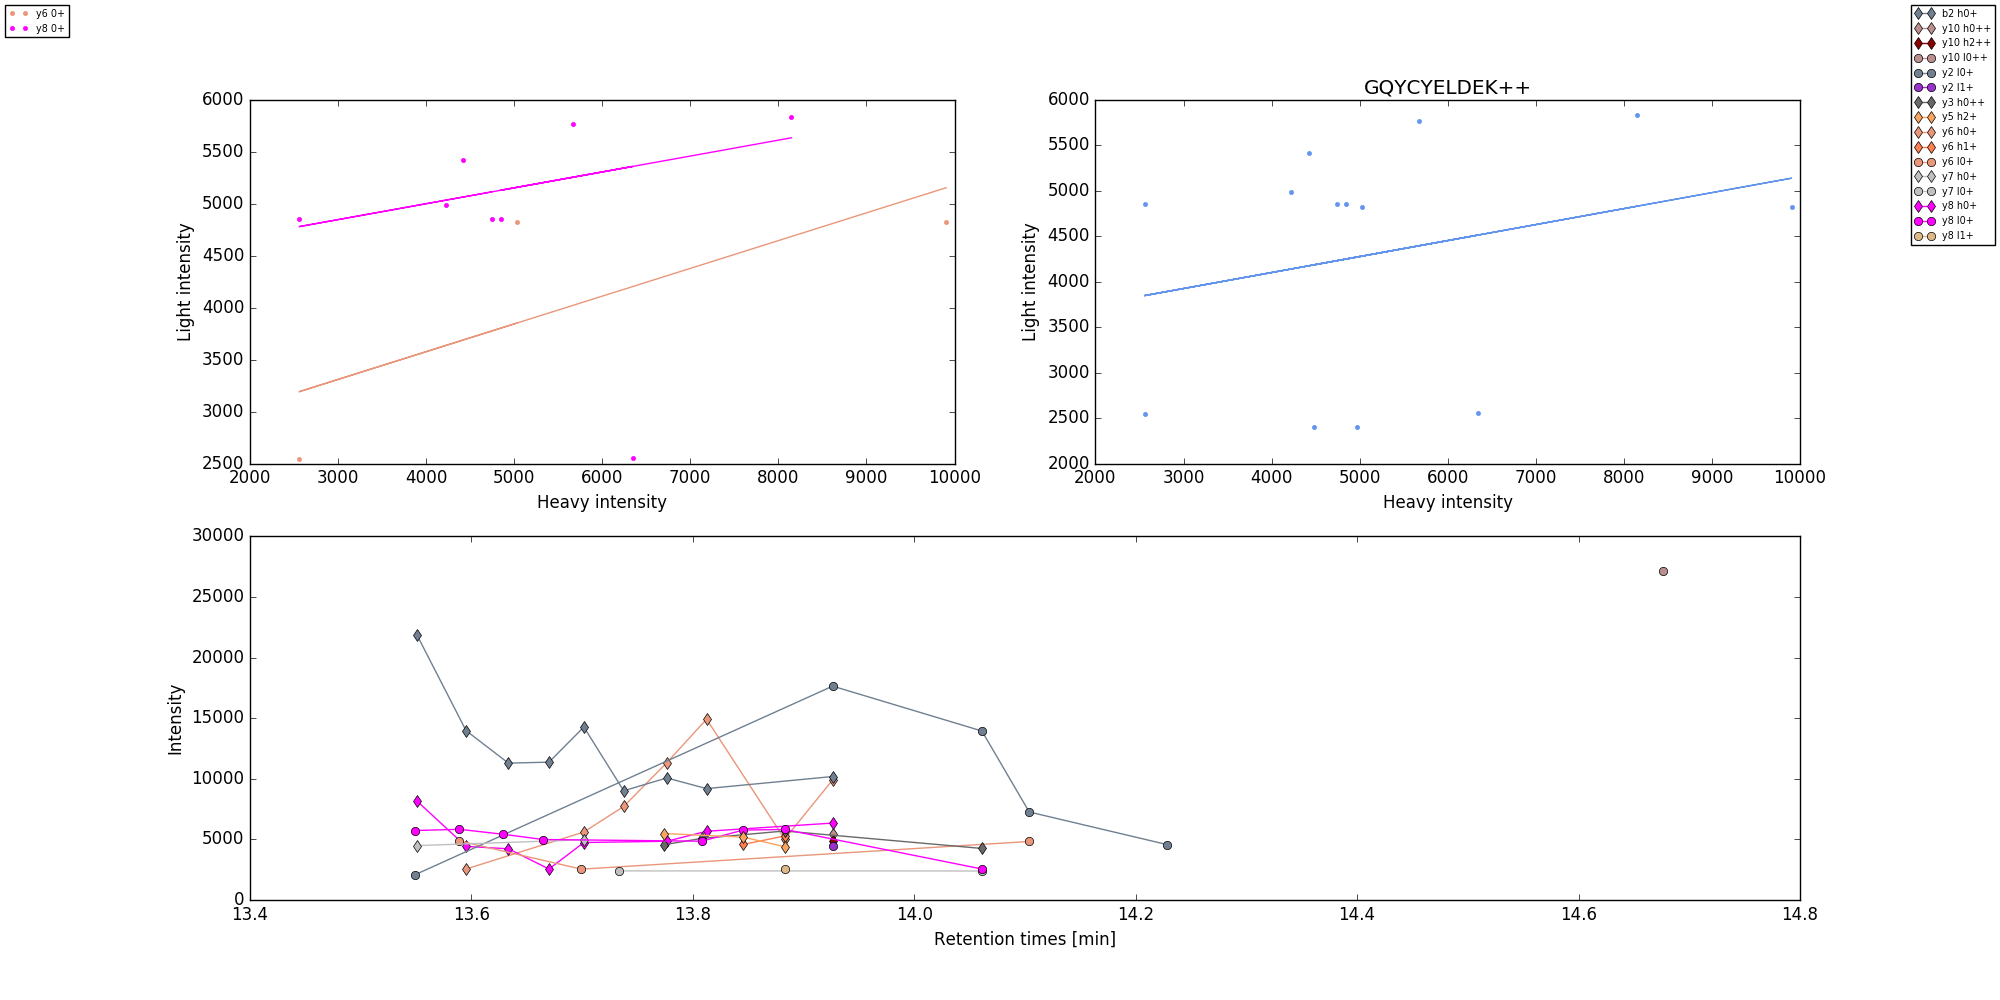 y6 0+
y8 0+
b2 h0+
y10 h0++
y10 h2++
y10 l0++
y2 l0+
y2 l1+
y3 h0++
y5 h2+
y6 h0+
y6 h1+
y6 l0+
y7 h0+
y7 l0+
y8 h0+
y8 l0+
y8 l1+
6000
5500
5000
4500
4000
3500
3000
2500
Light intensity
2000 3000 4000 5000 6000 7000 8000 9000 10000
Heavy intensity
GQYCYELDEK++
6000
5500
5000
4500
4000
3500
3000
2500
2000
Light intensity
2000 3000 4000 5000 6000 7000 8000 9000 10000
Heavy intensity
30000
25000
20000
15000
10000
5000
0
Intensity
13.4 13.6 13.8 14.0 14.2 14.4 14.6 14.8
Retention times [min]